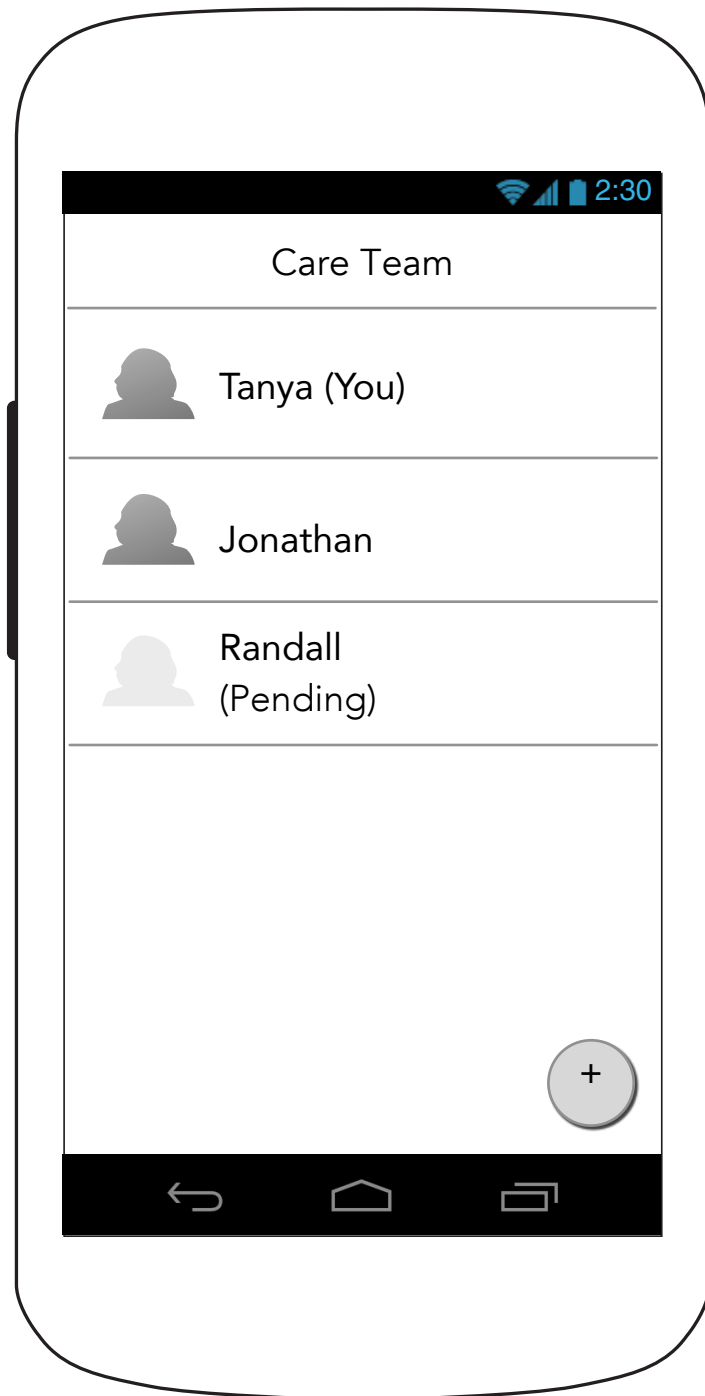 2:30
Care Team
Tanya (You)
Jonathan
Randall
(Pending)
+